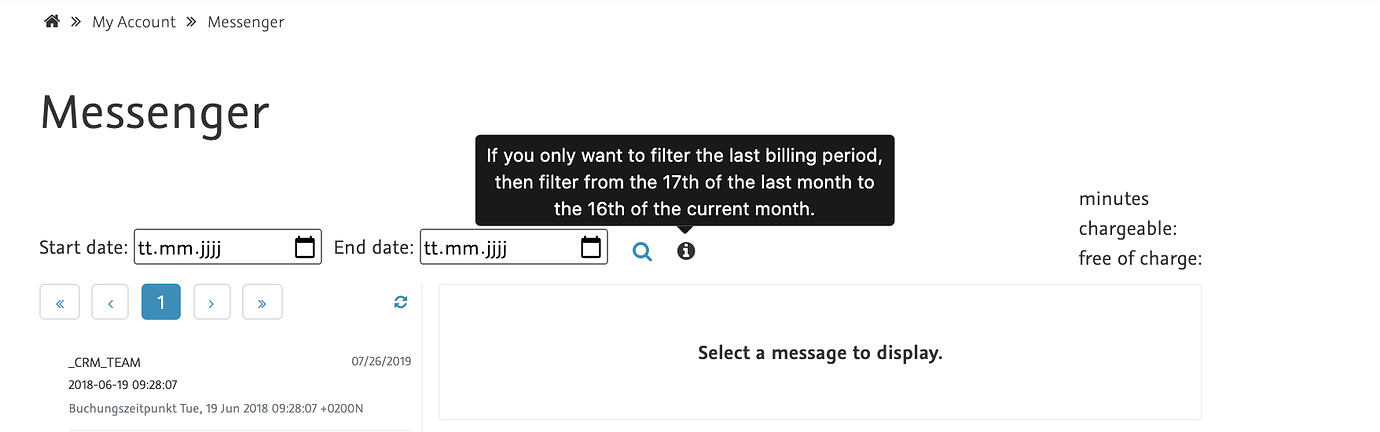 My Account » Messenger
Messenger
If you only want to filter the last billing period,
then filter from the 17th of the last month to
the 16th of the current month.
minutes
chargeable:
free of charge:
Start date: tt.mm.jjjj End date: tt.mm.jjjj
« ‹ 1 › »
_CRM_TEAM 07/26/2019
2018-06-19 09:28:07
Buchungszeitpunkt Tue, 19 Jun 2018 09:28:07 +0200N
Select a message to display.